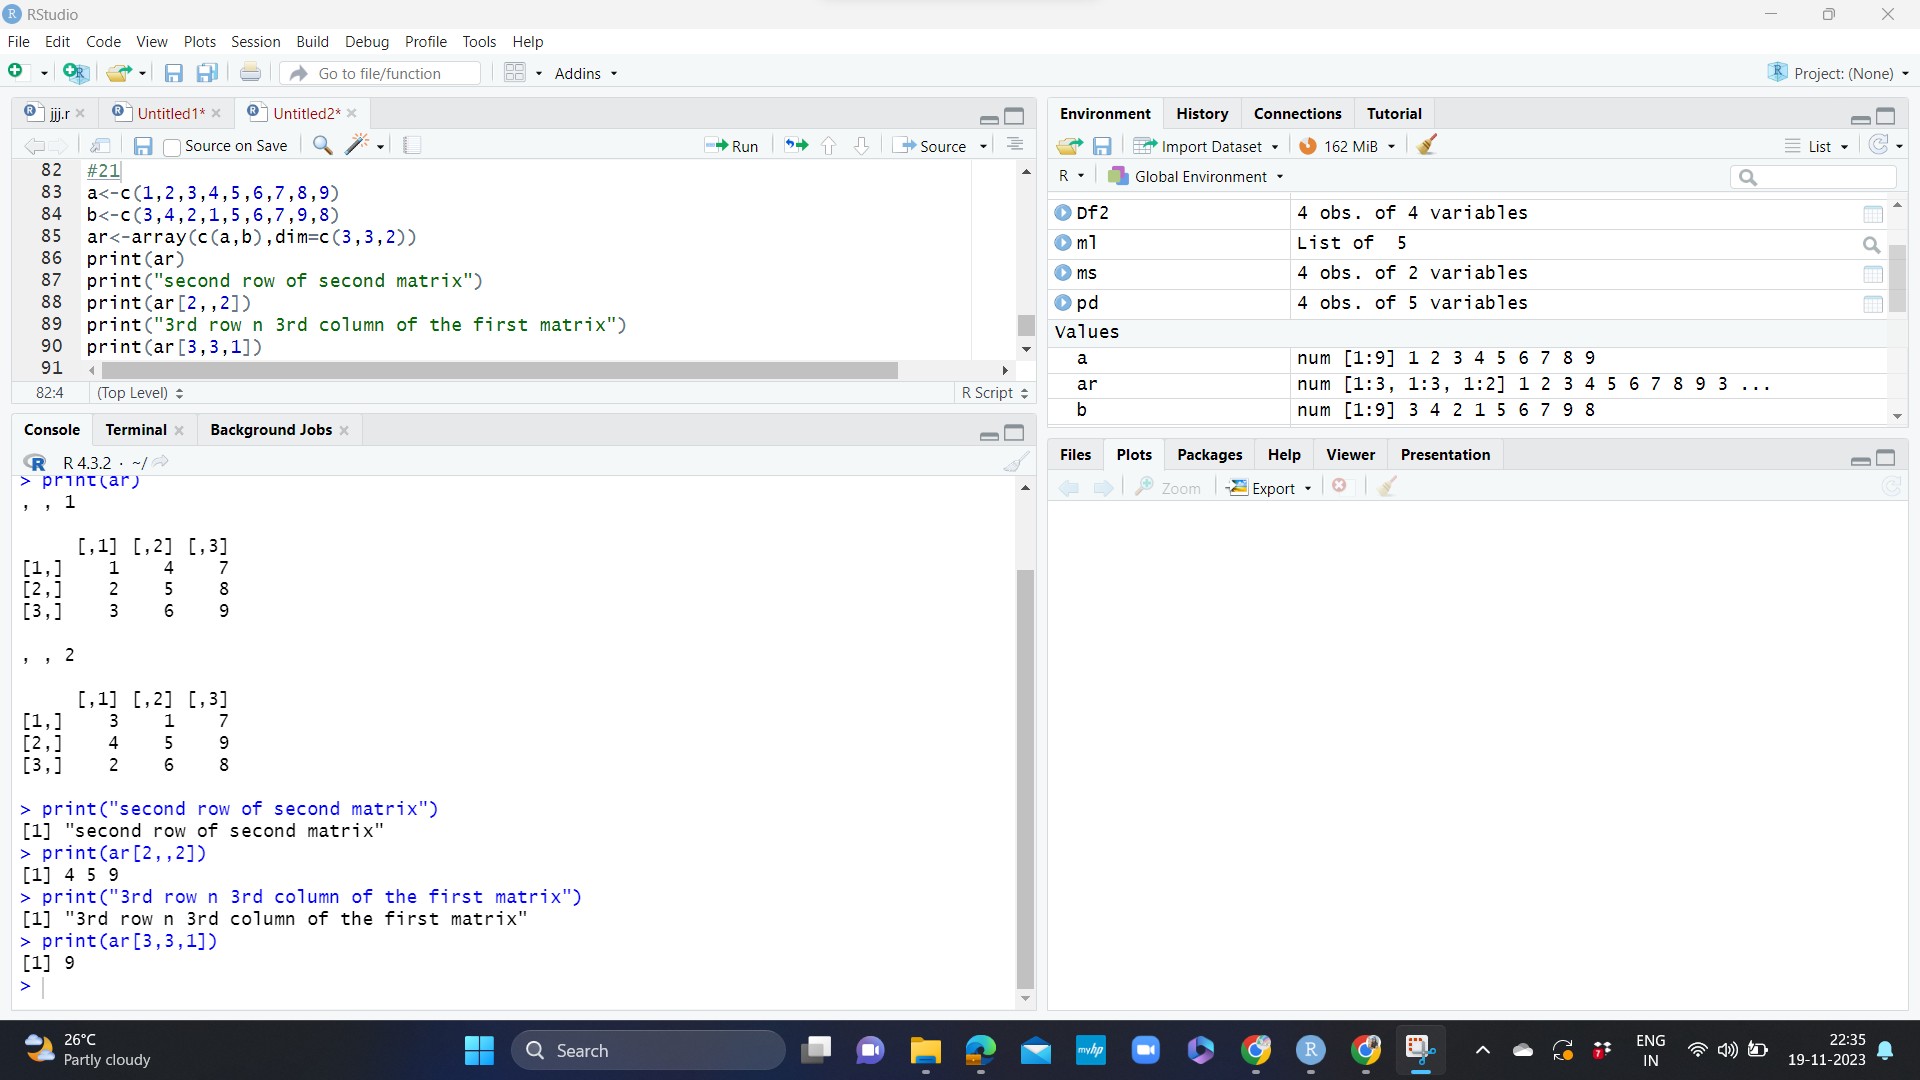 RStudio
File Edit Code View Plots Session Build Debug Profile Tools Help
Go to file/function Addins Project: (None)
jjj.r Untitled1* Untitled2*
Source on Save Run Source
82 #21
83 a<-c(1,2,3,4,5,6,7,8,9)
84 b<-c(3,4,2,1,5,6,7,9,8)
85 ar<-array(c(a,b),dim=c(3,3,2))
86 print(ar)
87 print("second row of second matrix")
88 print(ar[2,,2])
89 print("3rd row n 3rd column of the first matrix")
90 print(ar[3,3,1])
91
82:4 (Top Level) R Script
Console Terminal Background Jobs
R 4.3.2 · ~/
> print(ar)
, , 1
[,1] [,2] [,3]
[1,] 1 4 7
[2,] 2 5 8
[3,] 3 6 9
, , 2
[,1] [,2] [,3]
[1,] 3 1 7
[2,] 4 5 9
[3,] 2 6 8
> print("second row of second matrix")
[1] "second row of second matrix"
> print(ar[2,,2])
[1] 4 5 9
> print("3rd row n 3rd column of the first matrix")
[1] "3rd row n 3rd column of the first matrix"
> print(ar[3,3,1])
[1] 9
>
Environment History Connections Tutorial
Import Dataset 162 MiB List
R Global Environment
Df2 4 obs. of 4 variables
ml List of 5
ms 4 obs. of 2 variables
pd 4 obs. of 5 variables
Values
a num [1:9] 1 2 3 4 5 6 7 8 9
ar num [1:3, 1:3, 1:2] 1 2 3 4 5 6 7 8 9 3 ...
b num [1:9] 3 4 2 1 5 6 7 9 8
Files Plots Packages Help Viewer Presentation
Zoom Export
26°C
Partly cloudy
Search
myhp
ENG
IN
22:35
19-11-2023